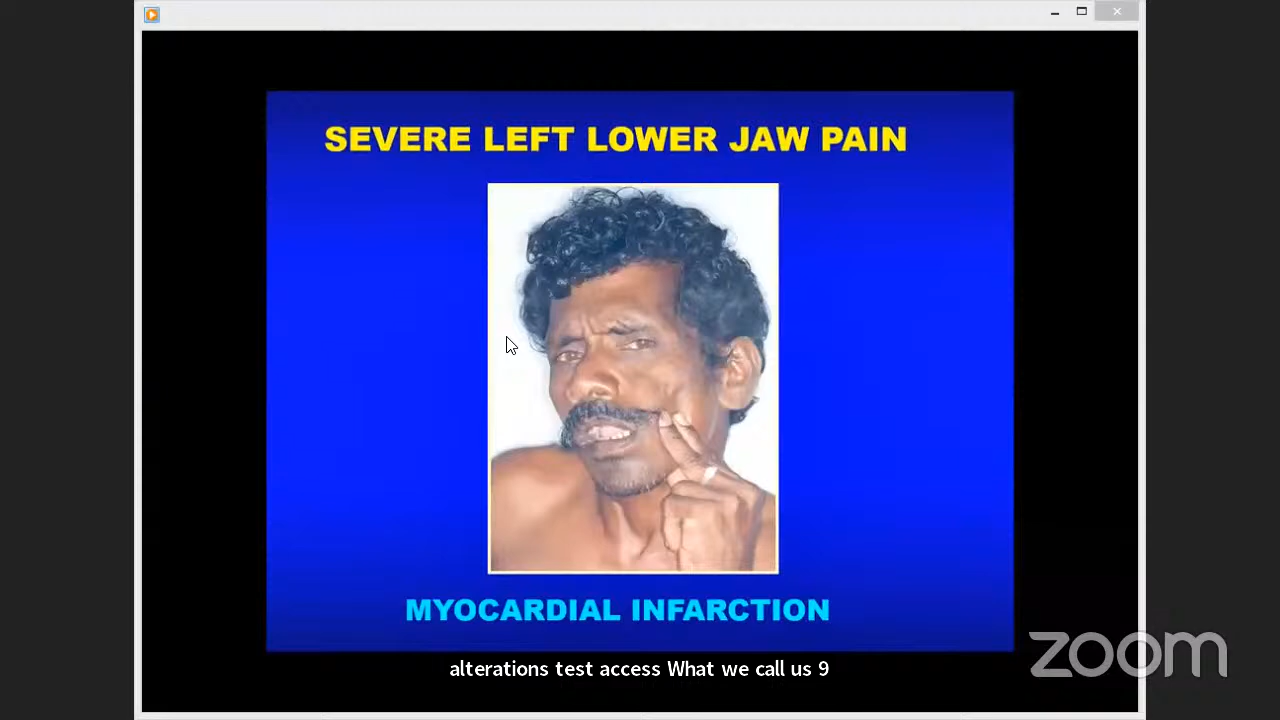 SEVERE LEFT LOWER JAW PAIN
MYOCARDIAL INFARCTION
alterations test access What we call us 9
zoom